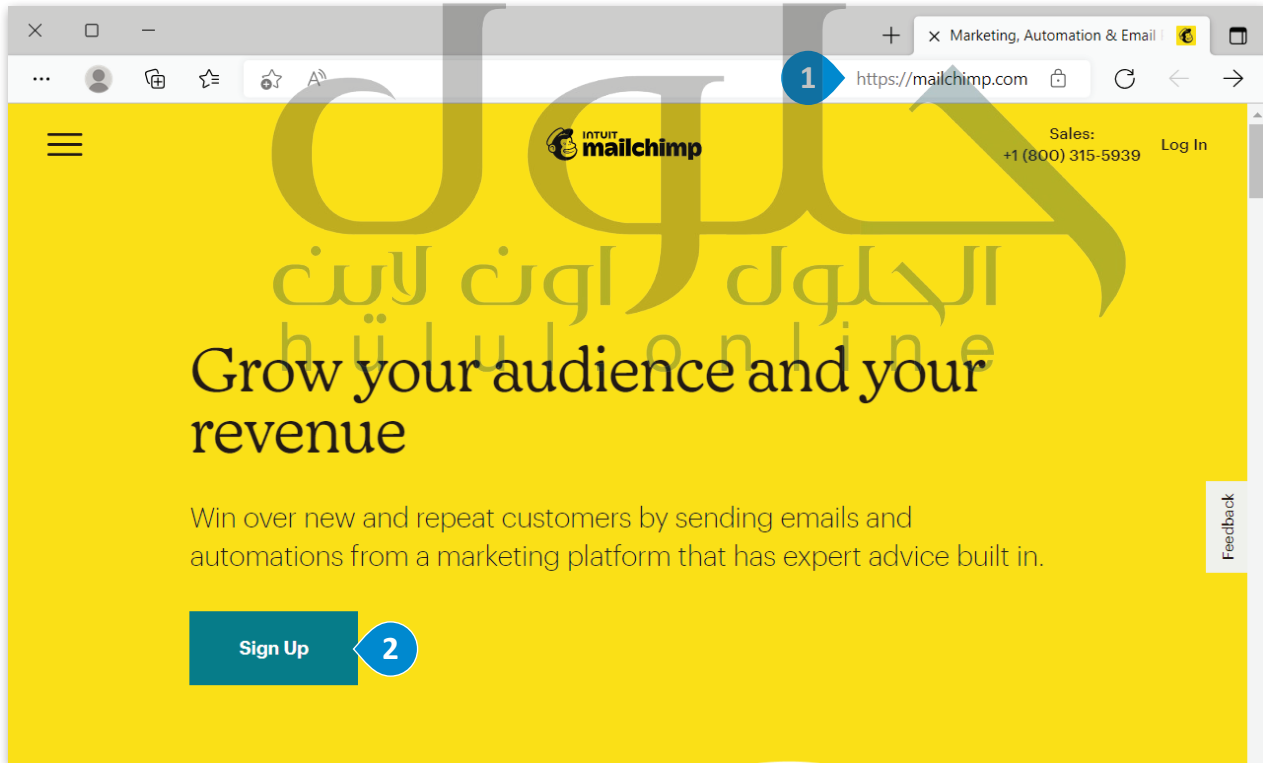 Marketing, Automation & Email
1
https://mailchimp.com
INTUIT
mailchimp
Sales:
+1 (800) 315-5939
Log In
حلول
الحلول اون لاين
hülul online
Grow your audience and your
revenue
Win over new and repeat customers by sending emails and
automations from a marketing platform that has expert advice built in.
Feedback
Sign Up
2